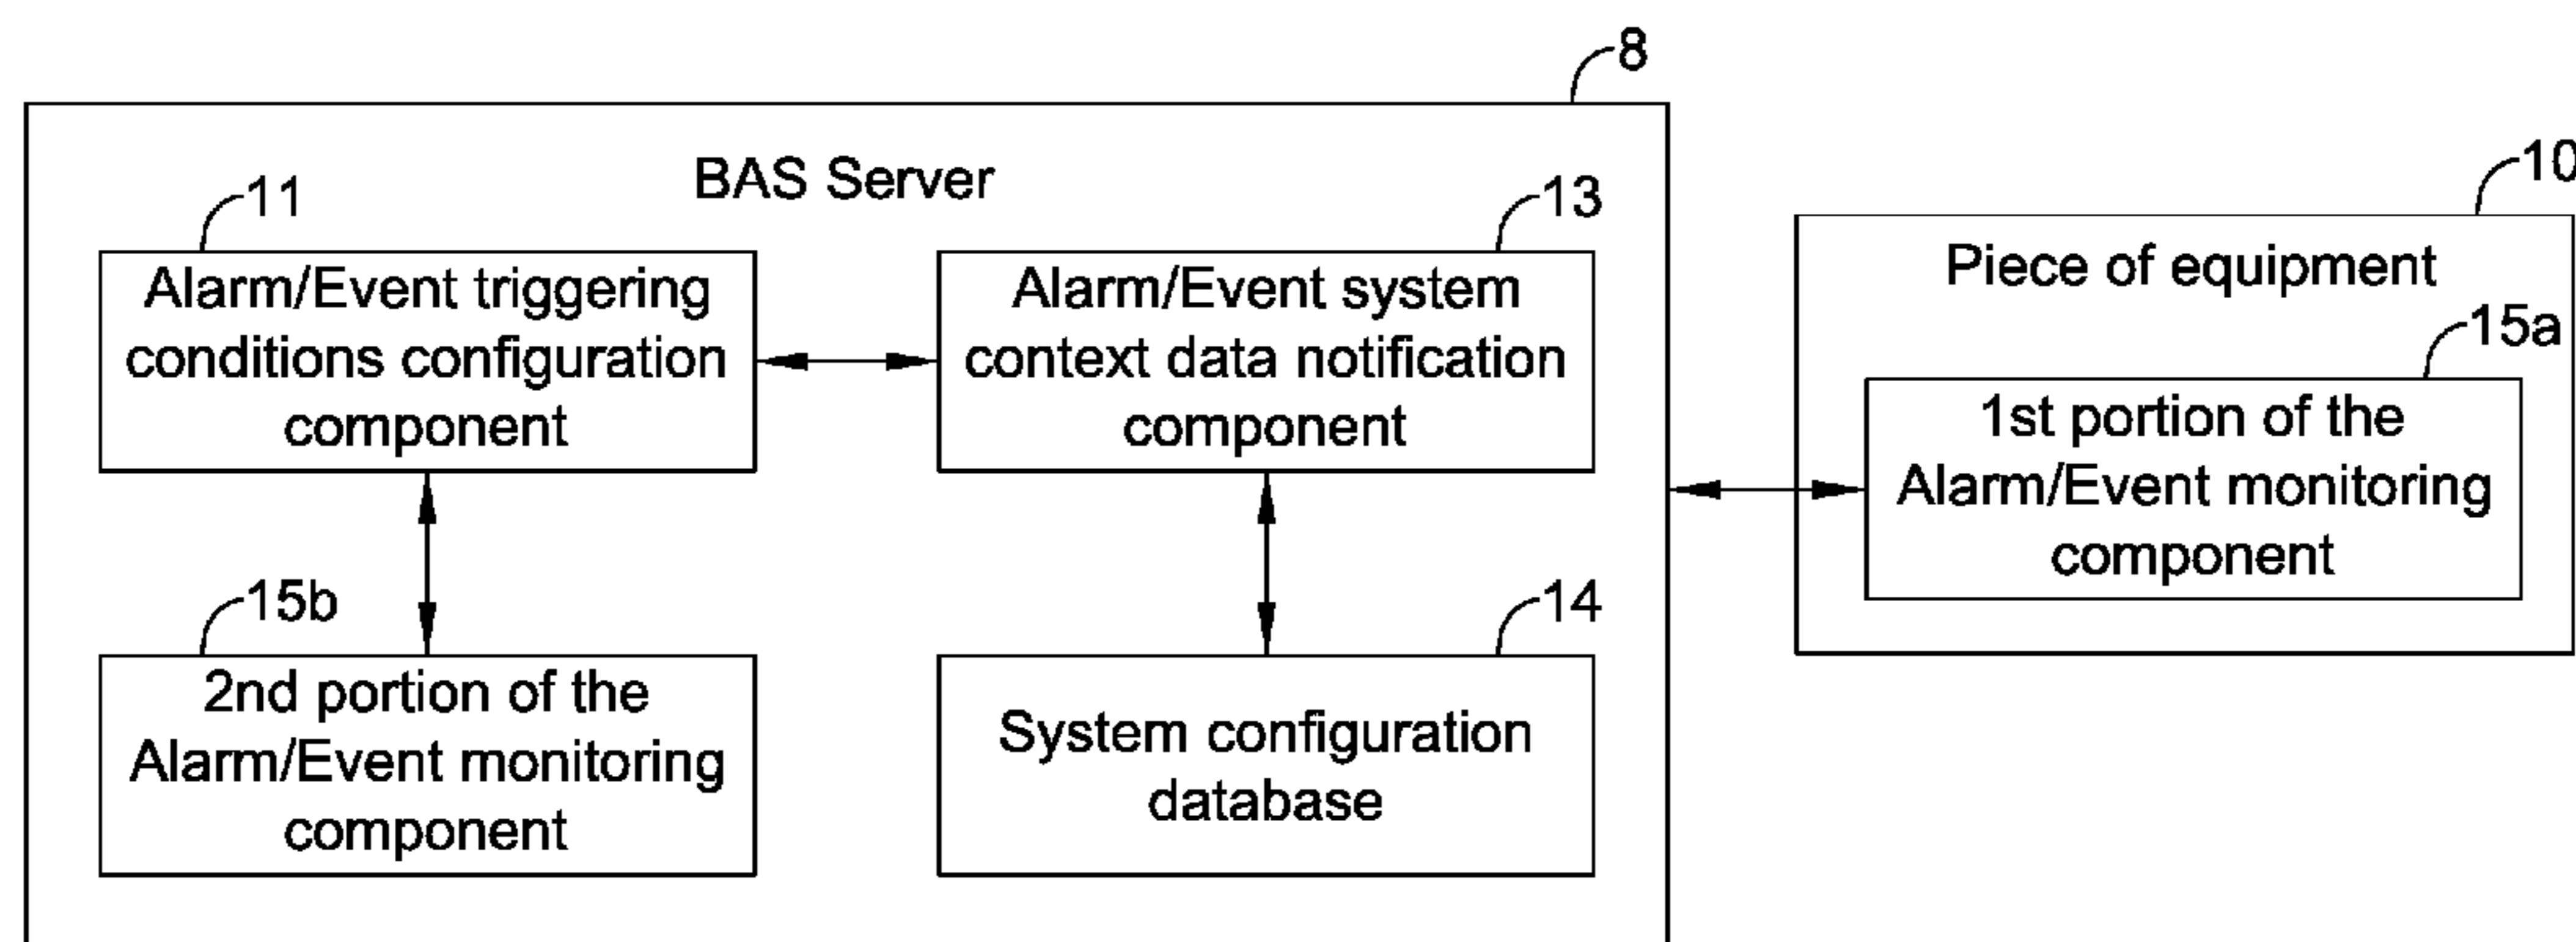 8
BAS Server
11
Alarm/Event triggering
conditions configuration
component
13
Alarm/Event system
context data notification
component
15b
2nd portion of the
Alarm/Event monitoring
component
14
System configuration
database
10
Piece of equipment
15a
1st portion of the
Alarm/Event monitoring
component